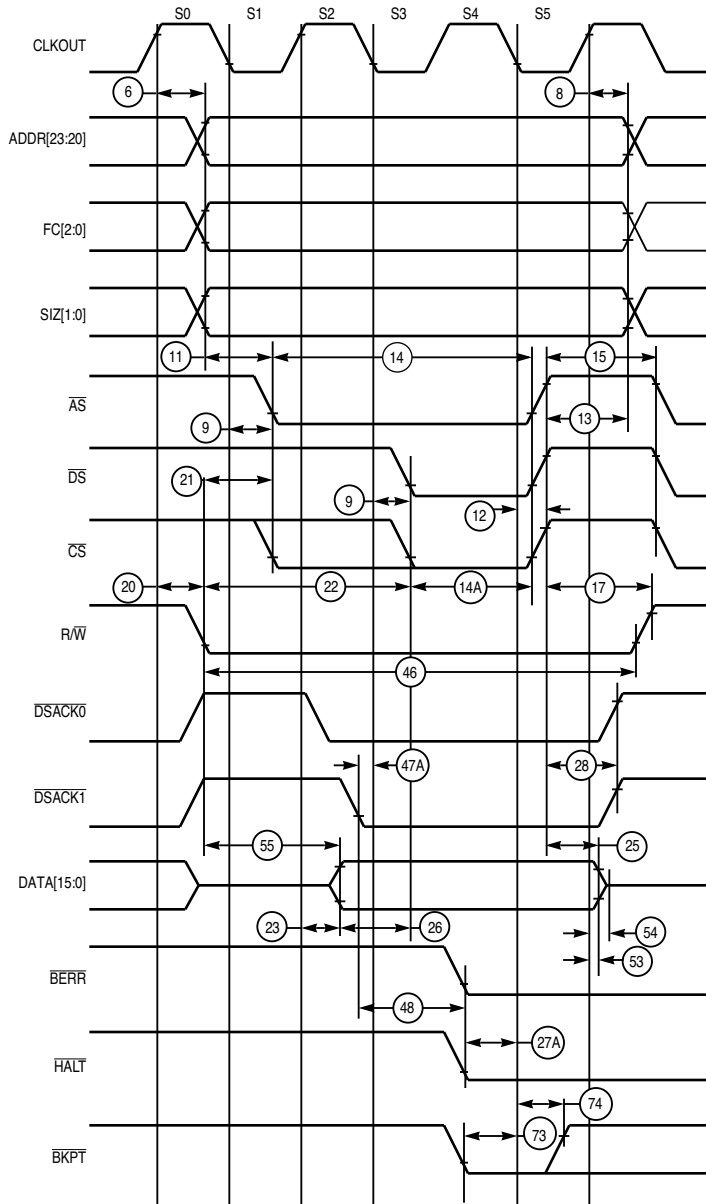 S0 S1 S2 S3 S4 S5
CLKOUT
6 8
ADDR[23:20]
FC[2:0]
SIZ[1:0]
11 14 15
AS
9 13
DS
21 9 12
CS
20 22 14A 17
R/W
46
DSACK0
47A 28
DSACK1
55 25
DATA[15:0]
23 26 54
53
BERR
48
27A
HALT
74
73
BKPT